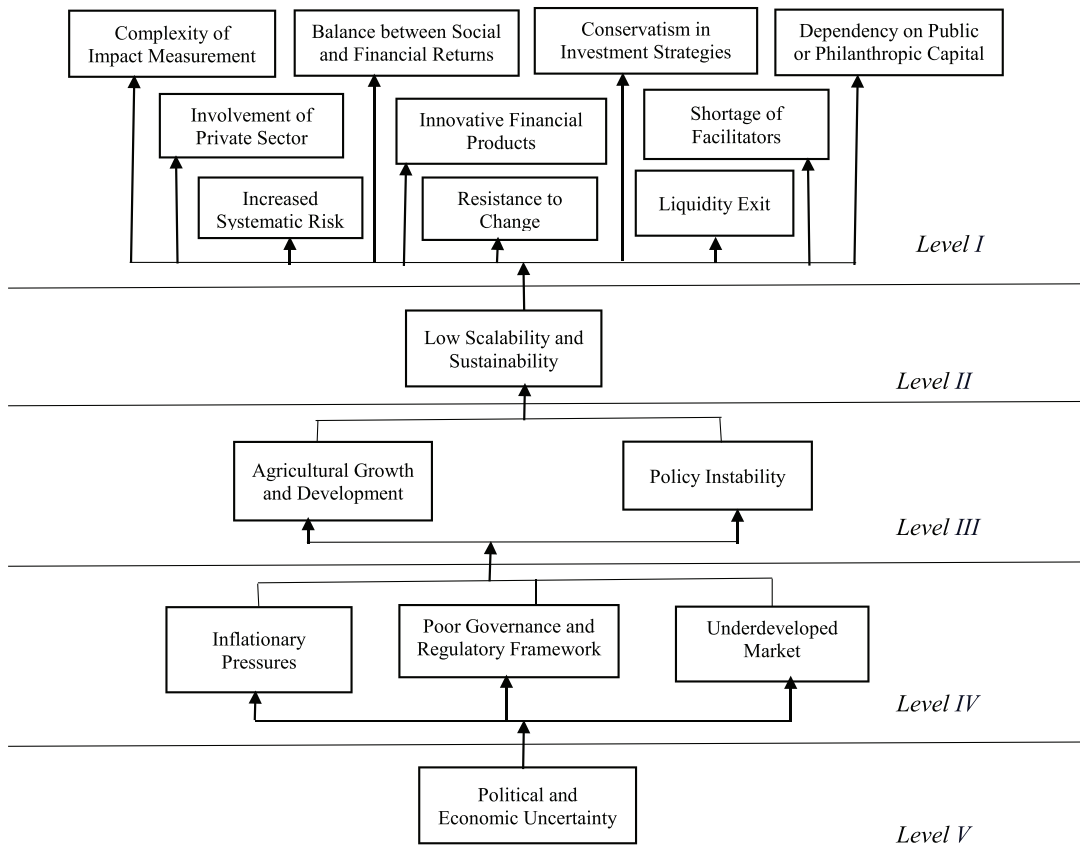 Complexity of
Impact Measurement
Balance between Social
and Financial Returns
Conservatism in
Investment Strategies
Dependency on Public
or Philanthropic Capital
Involvement of
Private Sector
Innovative Financial
Products
Shortage of
Facilitators
Increased
Systematic Risk
Resistance to
Change
Liquidity Exit
Level I
Low Scalability and
Sustainability
Level II
Agricultural Growth
and Development
Policy Instability
Level III
Inflationary
Pressures
Poor Governance and
Regulatory Framework
Underdeveloped
Market
Level IV
Political and
Economic Uncertainty
Level V